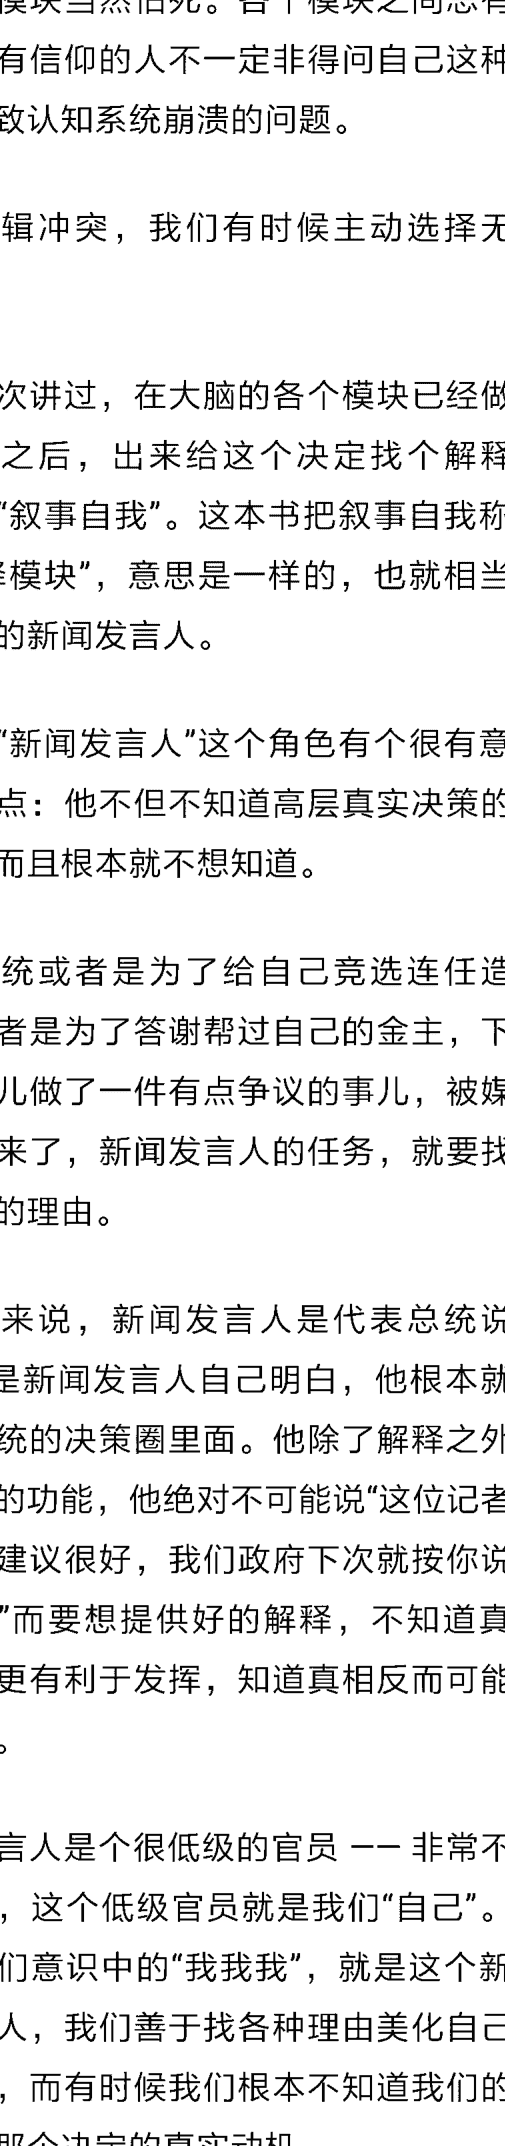 模块当然怕死。各个模块之间总有
有信仰的人不一定非得问自己这种
致认知系统崩溃的问题。
辑冲突，我们有时候主动选择无
次讲过，在大脑的各个模块已经做
之后，出来给这个决定找个解释
“叙事自我”。这本书把叙事自我称
释模块”，意思是一样的，也就相当
的新闻发言人。
“新闻发言人”这个角色有个很有意
点：他不但不知道高层真实决策的
而且根本就不想知道。
统或者是为了给自己竞选连任造
者是为了答谢帮过自己的金主，下
儿做了一件有点争议的事儿，被媒
来了，新闻发言人的任务，就要找
的理由。
来说，新闻发言人是代表总统说
是新闻发言人自己明白，他根本就
统的决策圈里面。他除了解释之外
的功能，他绝对不可能说“这位记者
建议很好，我们政府下次就按你说
”而要想提供好的解释，不知道真
更有利于发挥，知道真相反而可能
。
言人是个很低级的官员 —— 非常不
，这个低级官员就是我们“自己”。
们意识中的“我我我”，就是这个新
人，我们善于找各种理由美化自己
，而有时候我们根本不知道我们的
那个决定的真实动机